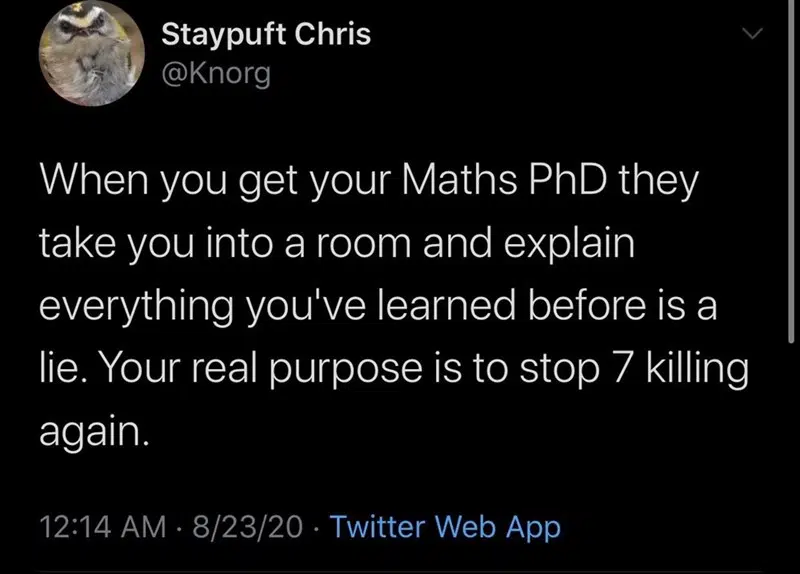 Staypuft Chris
@Knorg
When you get your Maths PhD they
take you into a room and explain
everything you've learned before is a
lie. Your real purpose is to stop 7 killing
again.
12:14 AM · 8/23/20 · Twitter Web App